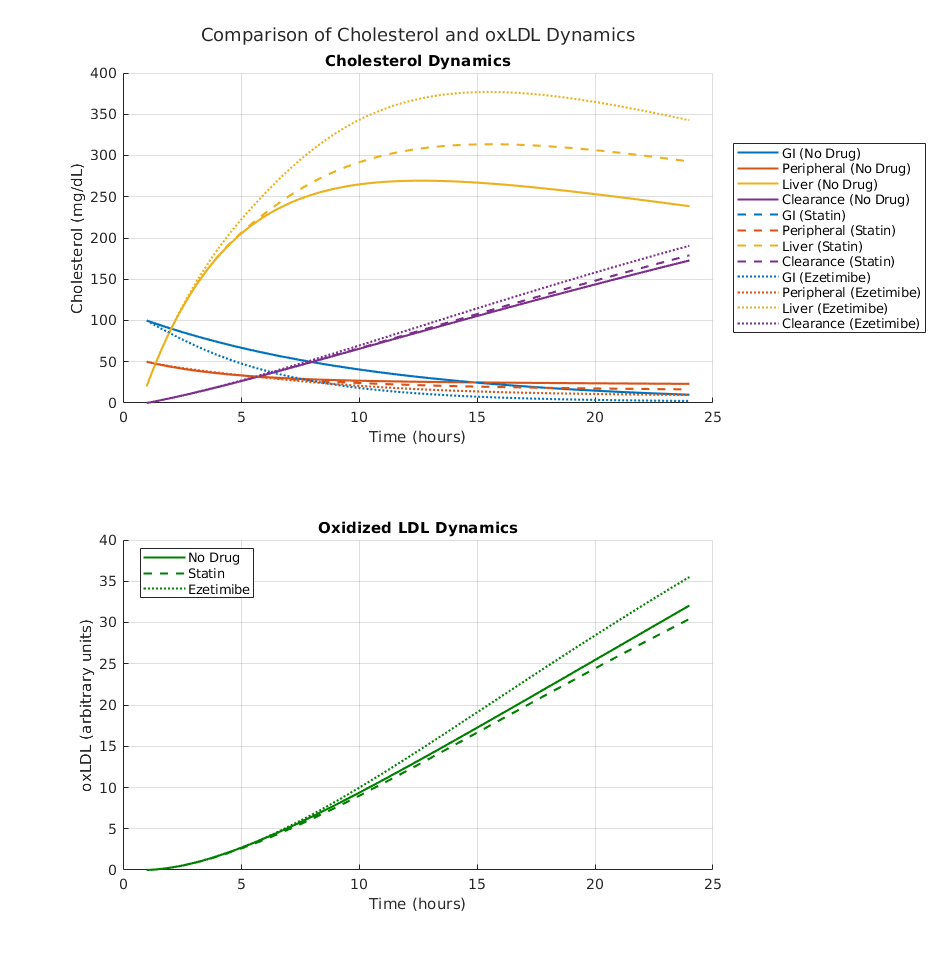 Comparison of Cholesterol and oxLDL Dynamics
Cholesterol Dynamics
Cholesterol (mg/dL)
400
350
300
250
200
150
100
50
0
0 5 10 15 20 25
Time (hours)
GI (No Drug)
Peripheral (No Drug)
Liver (No Drug)
Clearance (No Drug)
GI (Statin)
Peripheral (Statin)
Liver (Statin)
Clearance (Statin)
GI (Ezetimibe)
Peripheral (Ezetimibe)
Liver (Ezetimibe)
Clearance (Ezetimibe)
Oxidized LDL Dynamics
oxLDL (arbitrary units)
40
35
30
25
20
15
10
5
0
No Drug
Statin
Ezetimibe
0 5 10 15 20 25
Time (hours)